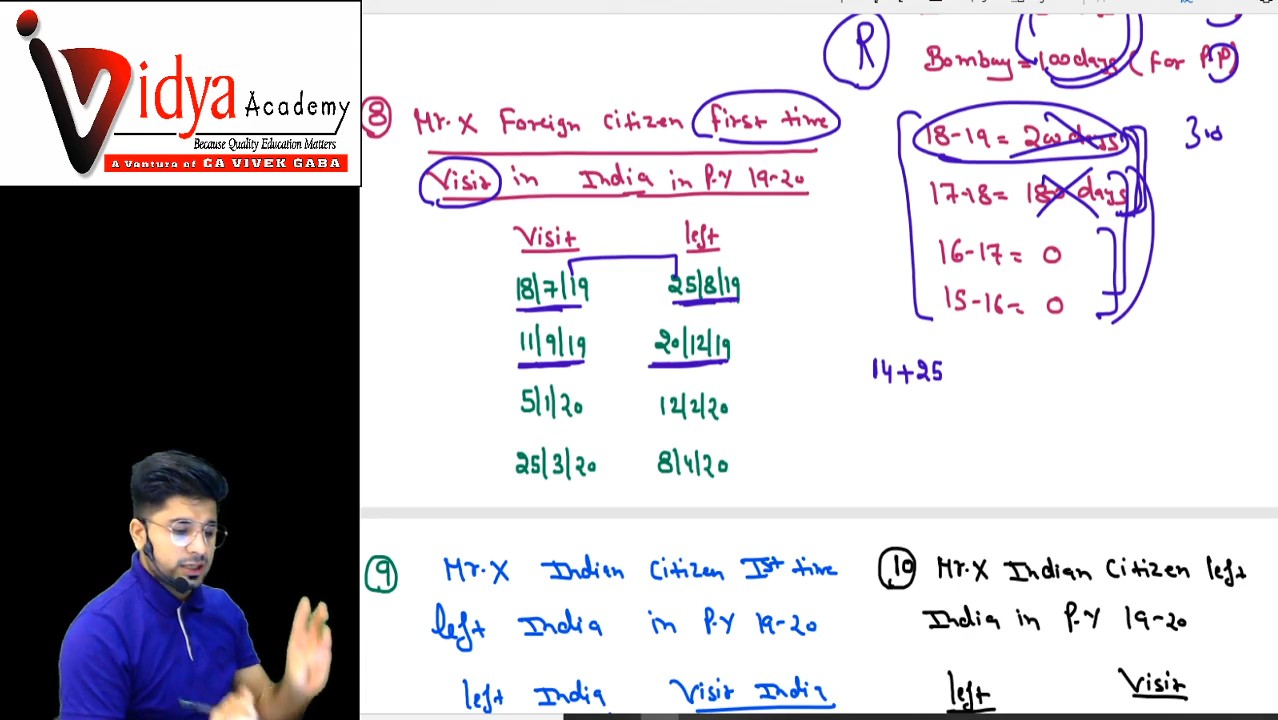 Vidya Academy
Because Quality Education Matters
A Ventura of CA VIVEK GABA
R
Bombay = 100 days (for P.P)
8 Mr.X Foreign Citizen first time
Visit in India in P.Y 19-20
Visit left
18/7/19 25/8/19
11/9/19 20/12/19
5/1/20 12/2/20
25/3/20 8/4/20
18-19 = 200 days
17-18 = 180 days
16-17 = 0
15-16 = 0
14+25
9 Mr.X Indian Citizen Ist time
left India in P.Y 19-20
left India Visit India
10 Mr.X Indian Citizen left
India in P.Y 19-20
left Visit